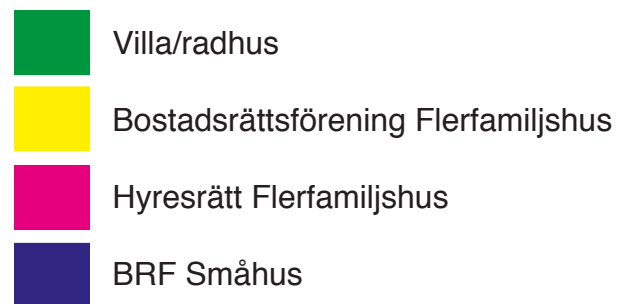 Villa/radhus
Bostadsrättsförening Flerfamiljshus
Hyresrätt Flerfamiljshus
BRF Småhus